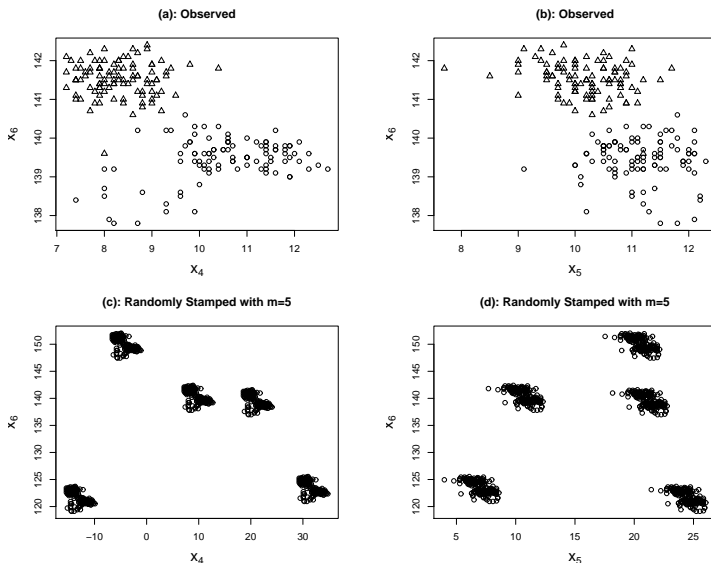 (a): Observed
x6
142
141
140
139
138
7 8 9 10 11 12
x4
(b): Observed
x6
142
141
140
139
138
8 9 10 11 12
x5
(c): Randomly Stamped with m=5
x6
150
145
140
135
130
125
120
−10 0 10 20 30
x4
(d): Randomly Stamped with m=5
x6
150
145
140
135
130
125
120
5 10 15 20 25
x5